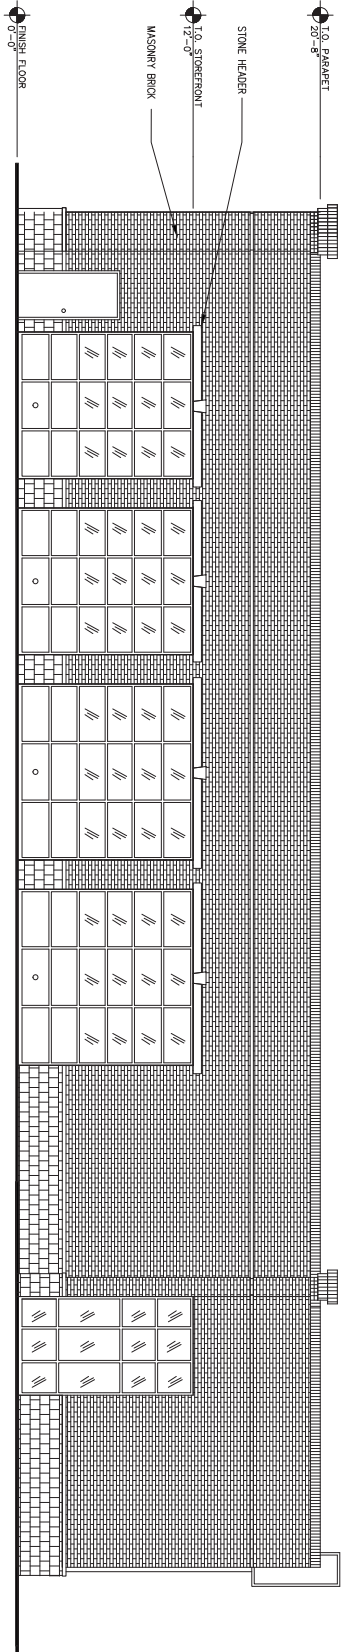 T.O. PARAPET
20'-8"
STONE HEADER
T.O. STOREFRONT
12'-0"
MASONRY BRICK
FINISH FLOOR
0'-0"